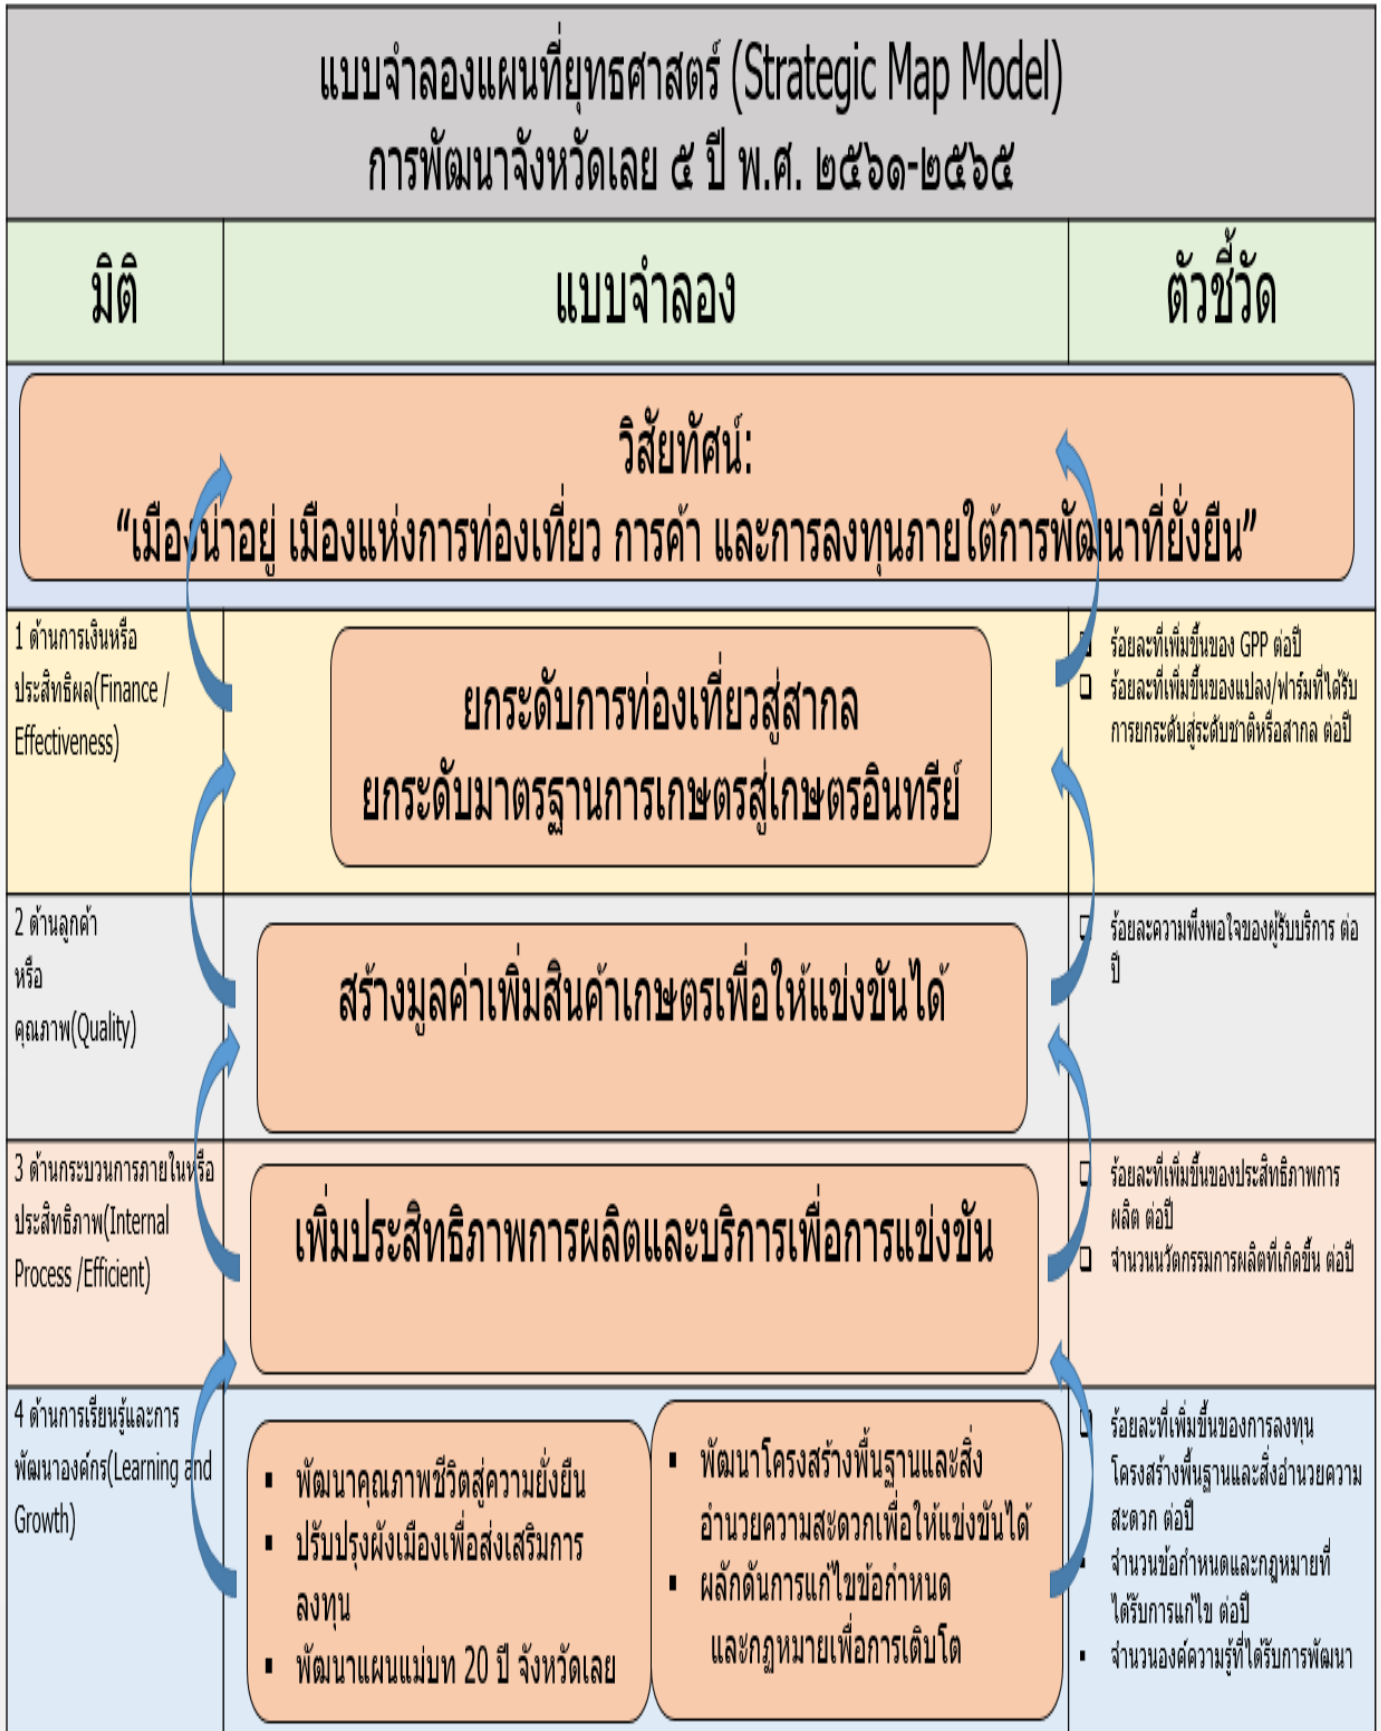 แบบจำลองแผนที่ยุทธศาสตร์ (Strategic Map Model)
การพัฒนาจังหวัดเลย ๕ ปี พ.ศ. ๒๕๖๑-๒๕๖๕
มิติ
แบบจำลอง
ตัวชี้วัด
วิสัยทัศน์:
“เมืองน่าอยู่ เมืองแห่งการท่องเที่ยว การค้า และการลงทุนภายใต้การพัฒนาที่ยั่งยืน”
1 ด้านการเงินหรือ
ประสิทธิผล(Finance /
Effectiveness)
ยกระดับการท่องเที่ยวสู่สากล
ยกระดับมาตรฐานการเกษตรสู่เกษตรอินทรีย์
❑ ร้อยละที่เพิ่มขึ้นของ GPP ต่อปี
❑ ร้อยละที่เพิ่มขึ้นของแปลง/ฟาร์มที่ได้รับ
การยกระดับสู่ระดับชาติหรือสากล ต่อปี
2 ด้านลูกค้า
หรือ
คุณภาพ(Quality)
สร้างมูลค่าเพิ่มสินค้าเกษตรเพื่อให้แข่งขันได้
❑ ร้อยละความพึงพอใจของผู้รับบริการ ต่อ
ปี
3 ด้านกระบวนการภายในหรือ
ประสิทธิภาพ(Internal
Process /Efficient)
เพิ่มประสิทธิภาพการผลิตและบริการเพื่อการแข่งขัน
❑ ร้อยละที่เพิ่มขึ้นของประสิทธิภาพการ
ผลิต ต่อปี
❑ จำนวนนวัตกรรมการผลิตที่เกิดขึ้น ต่อปี
4 ด้านการเรียนรู้และการ
พัฒนาองค์กร(Learning and
Growth)
▪ พัฒนาคุณภาพชีวิตสู่ความยั่งยืน
▪ ปรับปรุงผังเมืองเพื่อส่งเสริมการ
ลงทุน
▪ พัฒนาแผนแม่บท 20 ปี จังหวัดเลย
▪ พัฒนาโครงสร้างพื้นฐานและสิ่ง
อำนวยความสะดวกเพื่อให้แข่งขันได้
▪ ผลักดันการแก้ไขข้อกำหนด
และกฎหมายเพื่อการเติบโต
❑ ร้อยละที่เพิ่มขึ้นของการลงทุน
โครงสร้างพื้นฐานและสิ่งอำนวยความ
สะดวก ต่อปี
▪ จำนวนข้อกำหนดและกฎหมายที่
ได้รับการแก้ไข ต่อปี
▪ จำนวนองค์ความรู้ที่ได้รับการพัฒนา